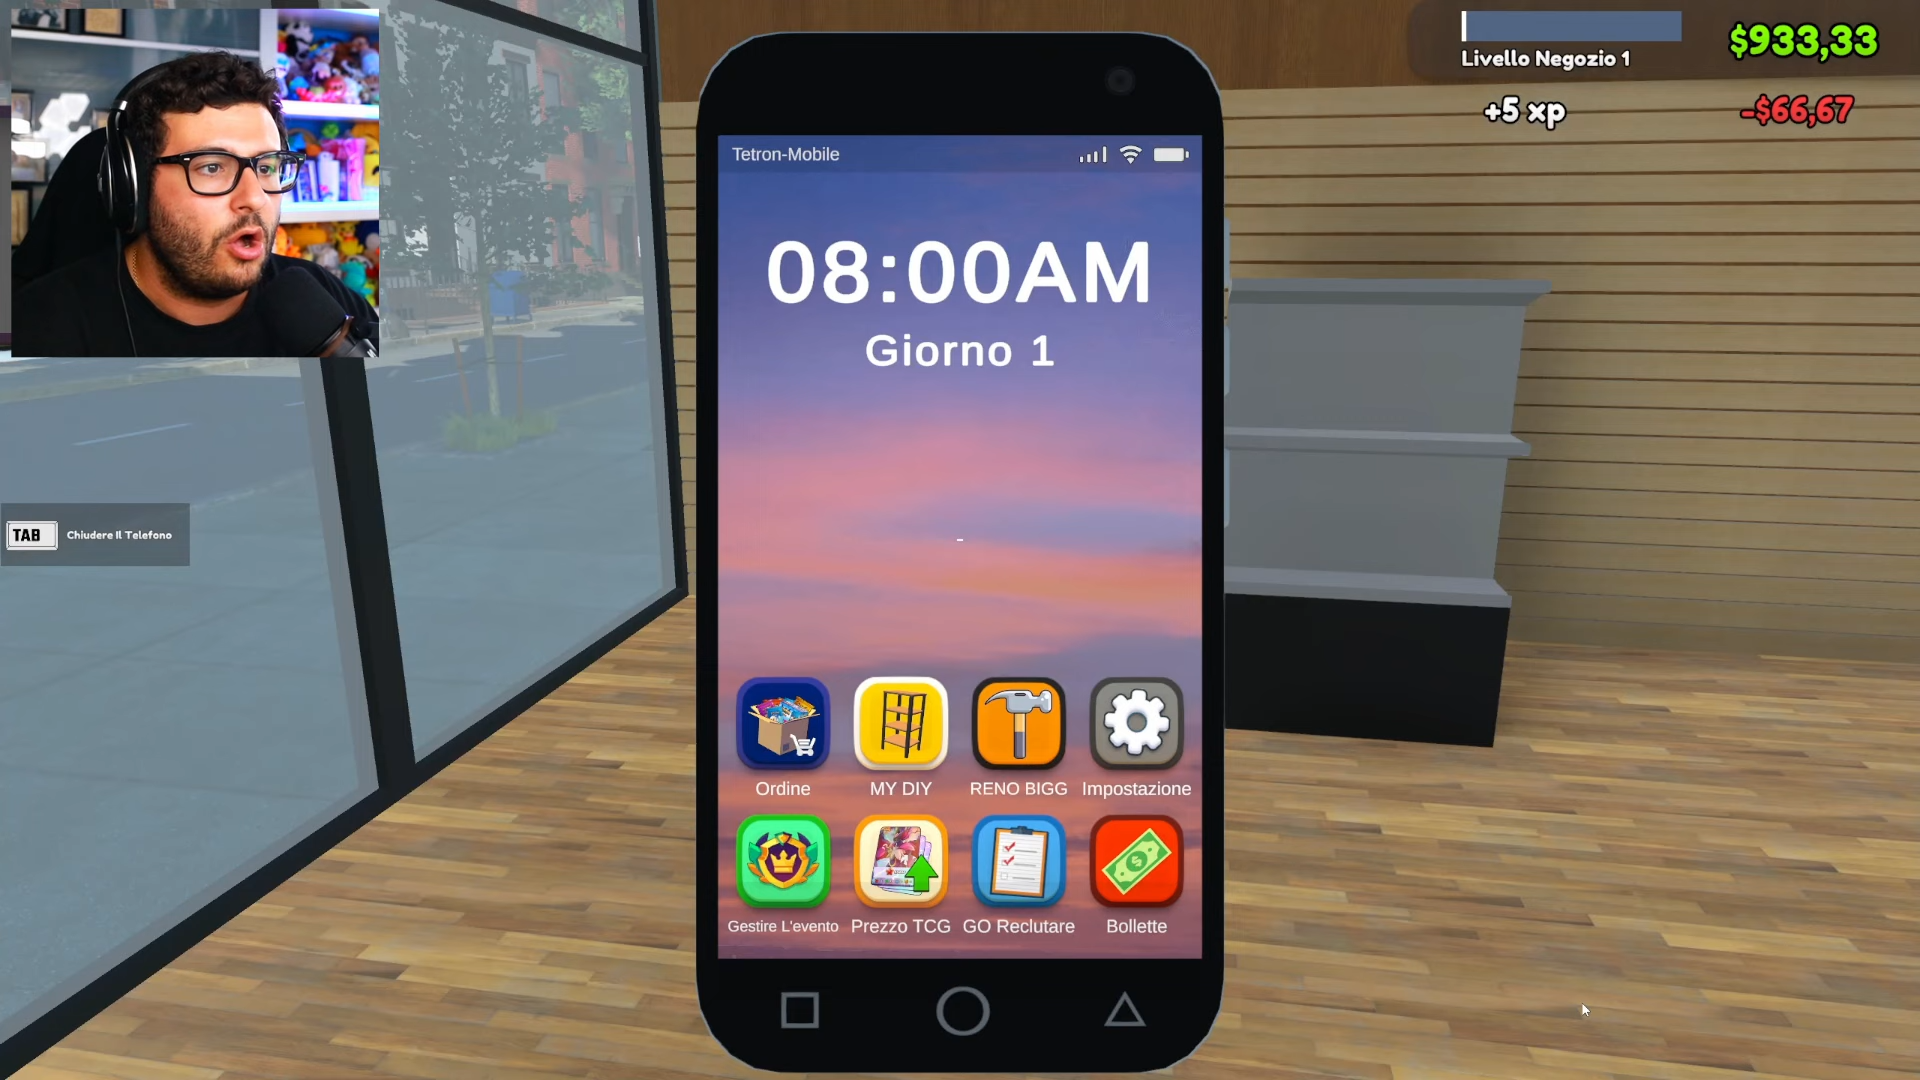 Livello Negozio 1
$933,33
+5 xp
-$66,67
Tetron-Mobile
08:00AM
Giorno 1
TAB
Chiudere Il Telefono
Ordine
MY DIY
RENO BIGG
Impostazione
Gestire L'evento
Prezzo TCG
GO Reclutare
Bollette